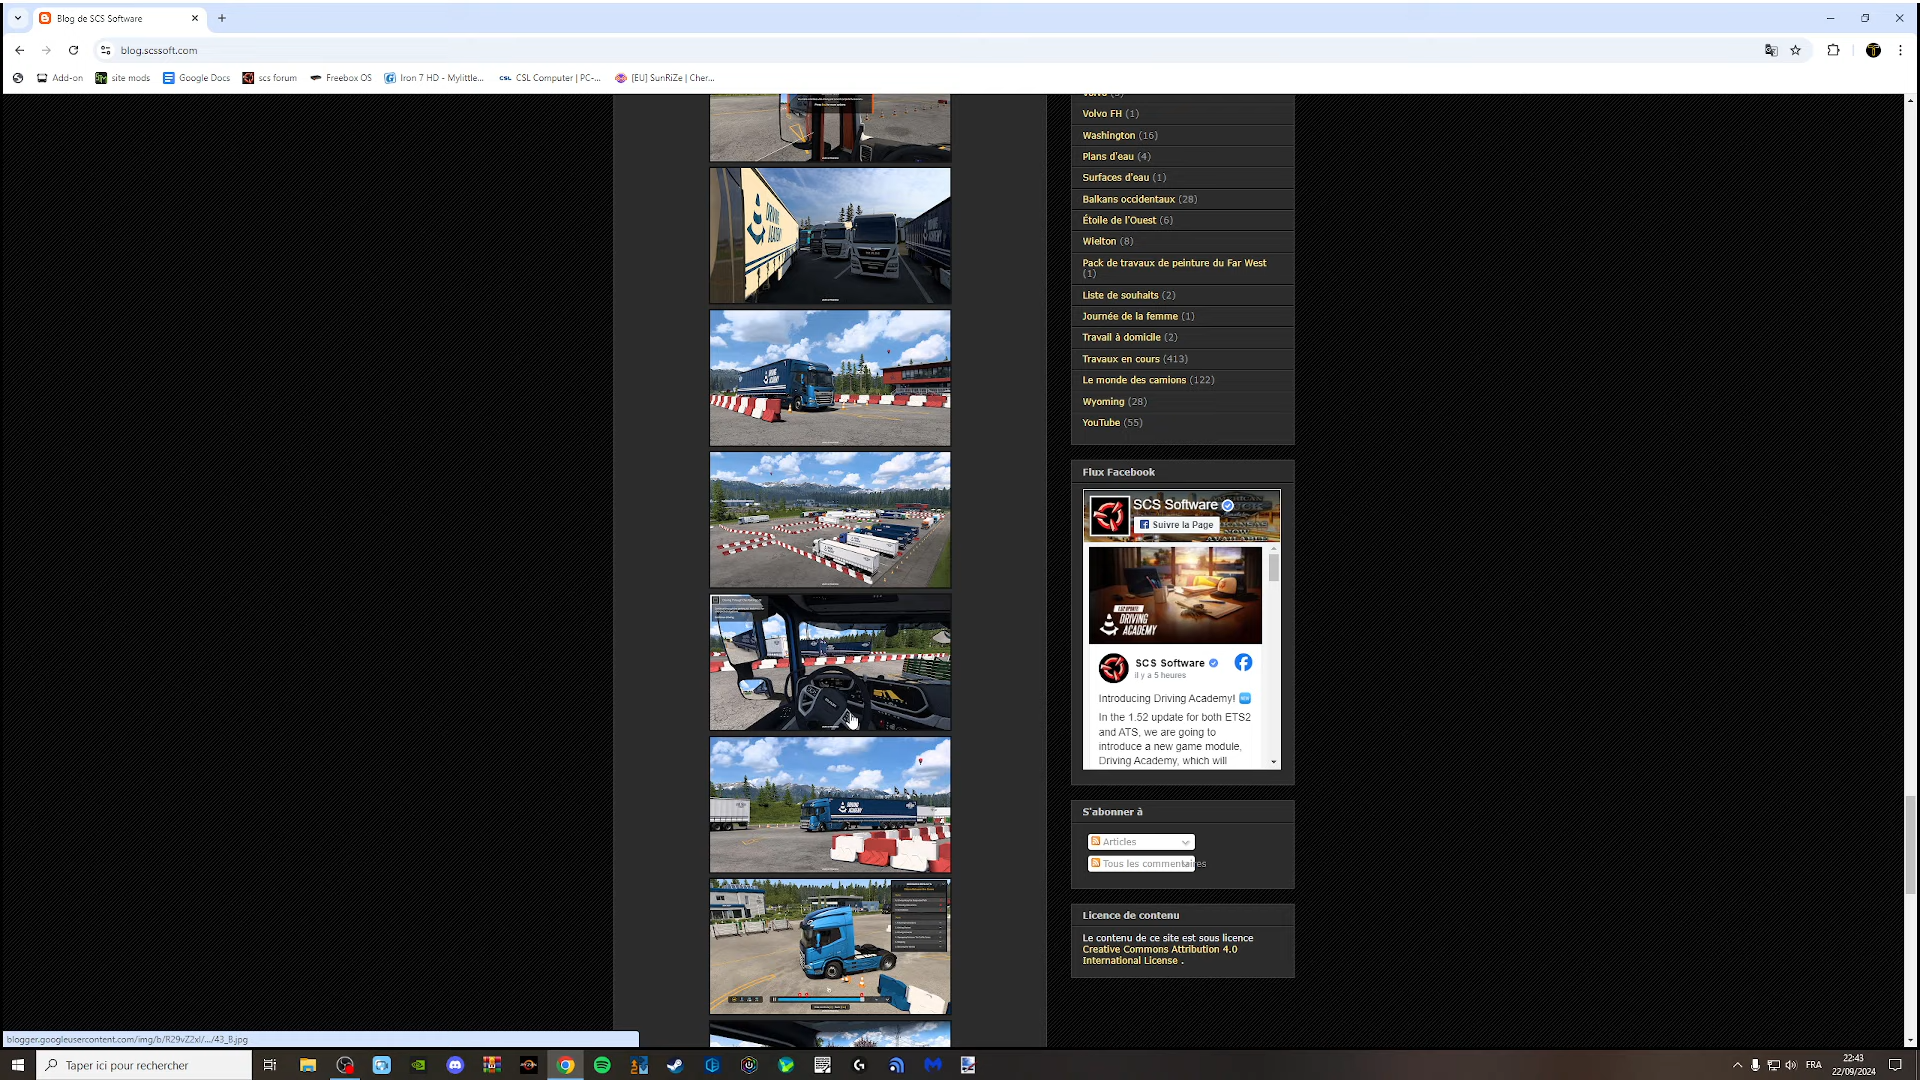 Blog de SCS Software
blog.scssoft.com
Add-on
site mods
Google Docs
scs forum
Freebox OS
Iron 7 HD - Mylittle...
CSL Computer | PC-...
[EU] SunRiZe | Cher...
Volvo FH (1)
Washington (16)
Plans d'eau (4)
Surfaces d'eau (1)
Balkans occidentaux (28)
Étoile de l'Ouest (6)
Wielton (8)
Pack de travaux de peinture du Far West
(1)
Liste de souhaits (2)
Journée de la femme (1)
Travail à domicile (2)
Travaux en cours (413)
Le monde des camions (122)
Wyoming (28)
YouTube (55)
DRIVING
ACADEMY
Flux Facebook
SCS Software
Suivre la Page
1.52 UPDATE
DRIVING
ACADEMY
SCS Software
il y a 5 heures
Introducing Driving Academy!
In the 1.52 update for both ETS2
and ATS, we are going to
introduce a new game module,
Driving Academy, which will
S'abonner à
Articles
Tous les commentaires
Licence de contenu
Le contenu de ce site est sous licence
Creative Commons Attribution 4.0
International License .
blogger.googleusercontent.com/img/b/R29vZ2xl/.../43_B.jpg
Taper ici pour rechercher
FRA
22:43
22/09/2024